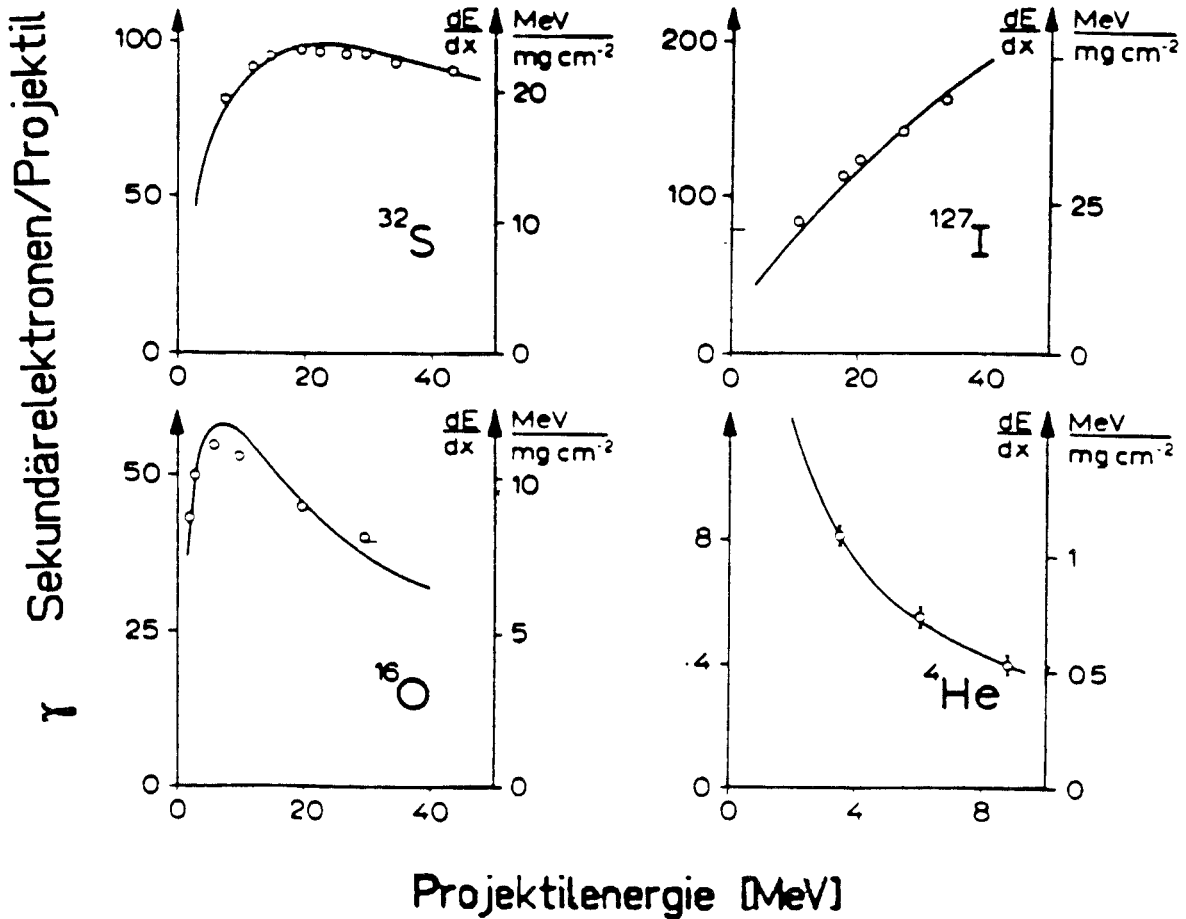 γ Sekundärelektronen/Projektil
100
50
0
0 20 40
dE/dx MeV/mg cm⁻²
20
10
0
³²S
200
100
0
0 20 40
dE/dx MeV/mg cm⁻²
25
0
¹²⁷I
50
25
0
0 20 40
dE/dx MeV/mg cm⁻²
10
5
0
¹⁶O
8
.4
0
0 4 8
dE/dx MeV/mg cm⁻²
1
05
0
⁴He
Projektilenergie [MeV]